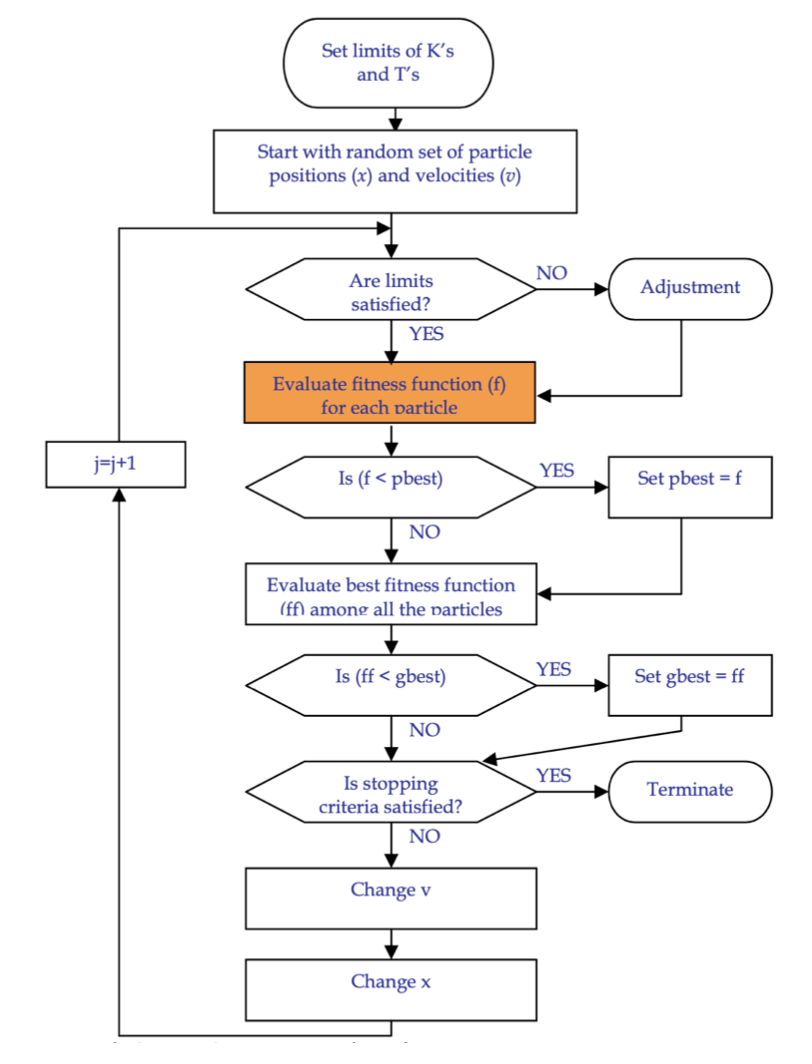 Set limits of K's
and T's
Start with random set of particle
positions (x) and velocities (v)
Are limits
satisfied?
NO
Adjustment
YES
Evaluate fitness function (f)
for each particle
j=j+1
Is (f < pbest)
YES
Set pbest = f
NO
Evaluate best fitness function
(ff) among all the particles
Is (ff < gbest)
YES
Set gbest = ff
NO
Is stopping
criteria satisfied?
YES
Terminate
NO
Change v
Change x